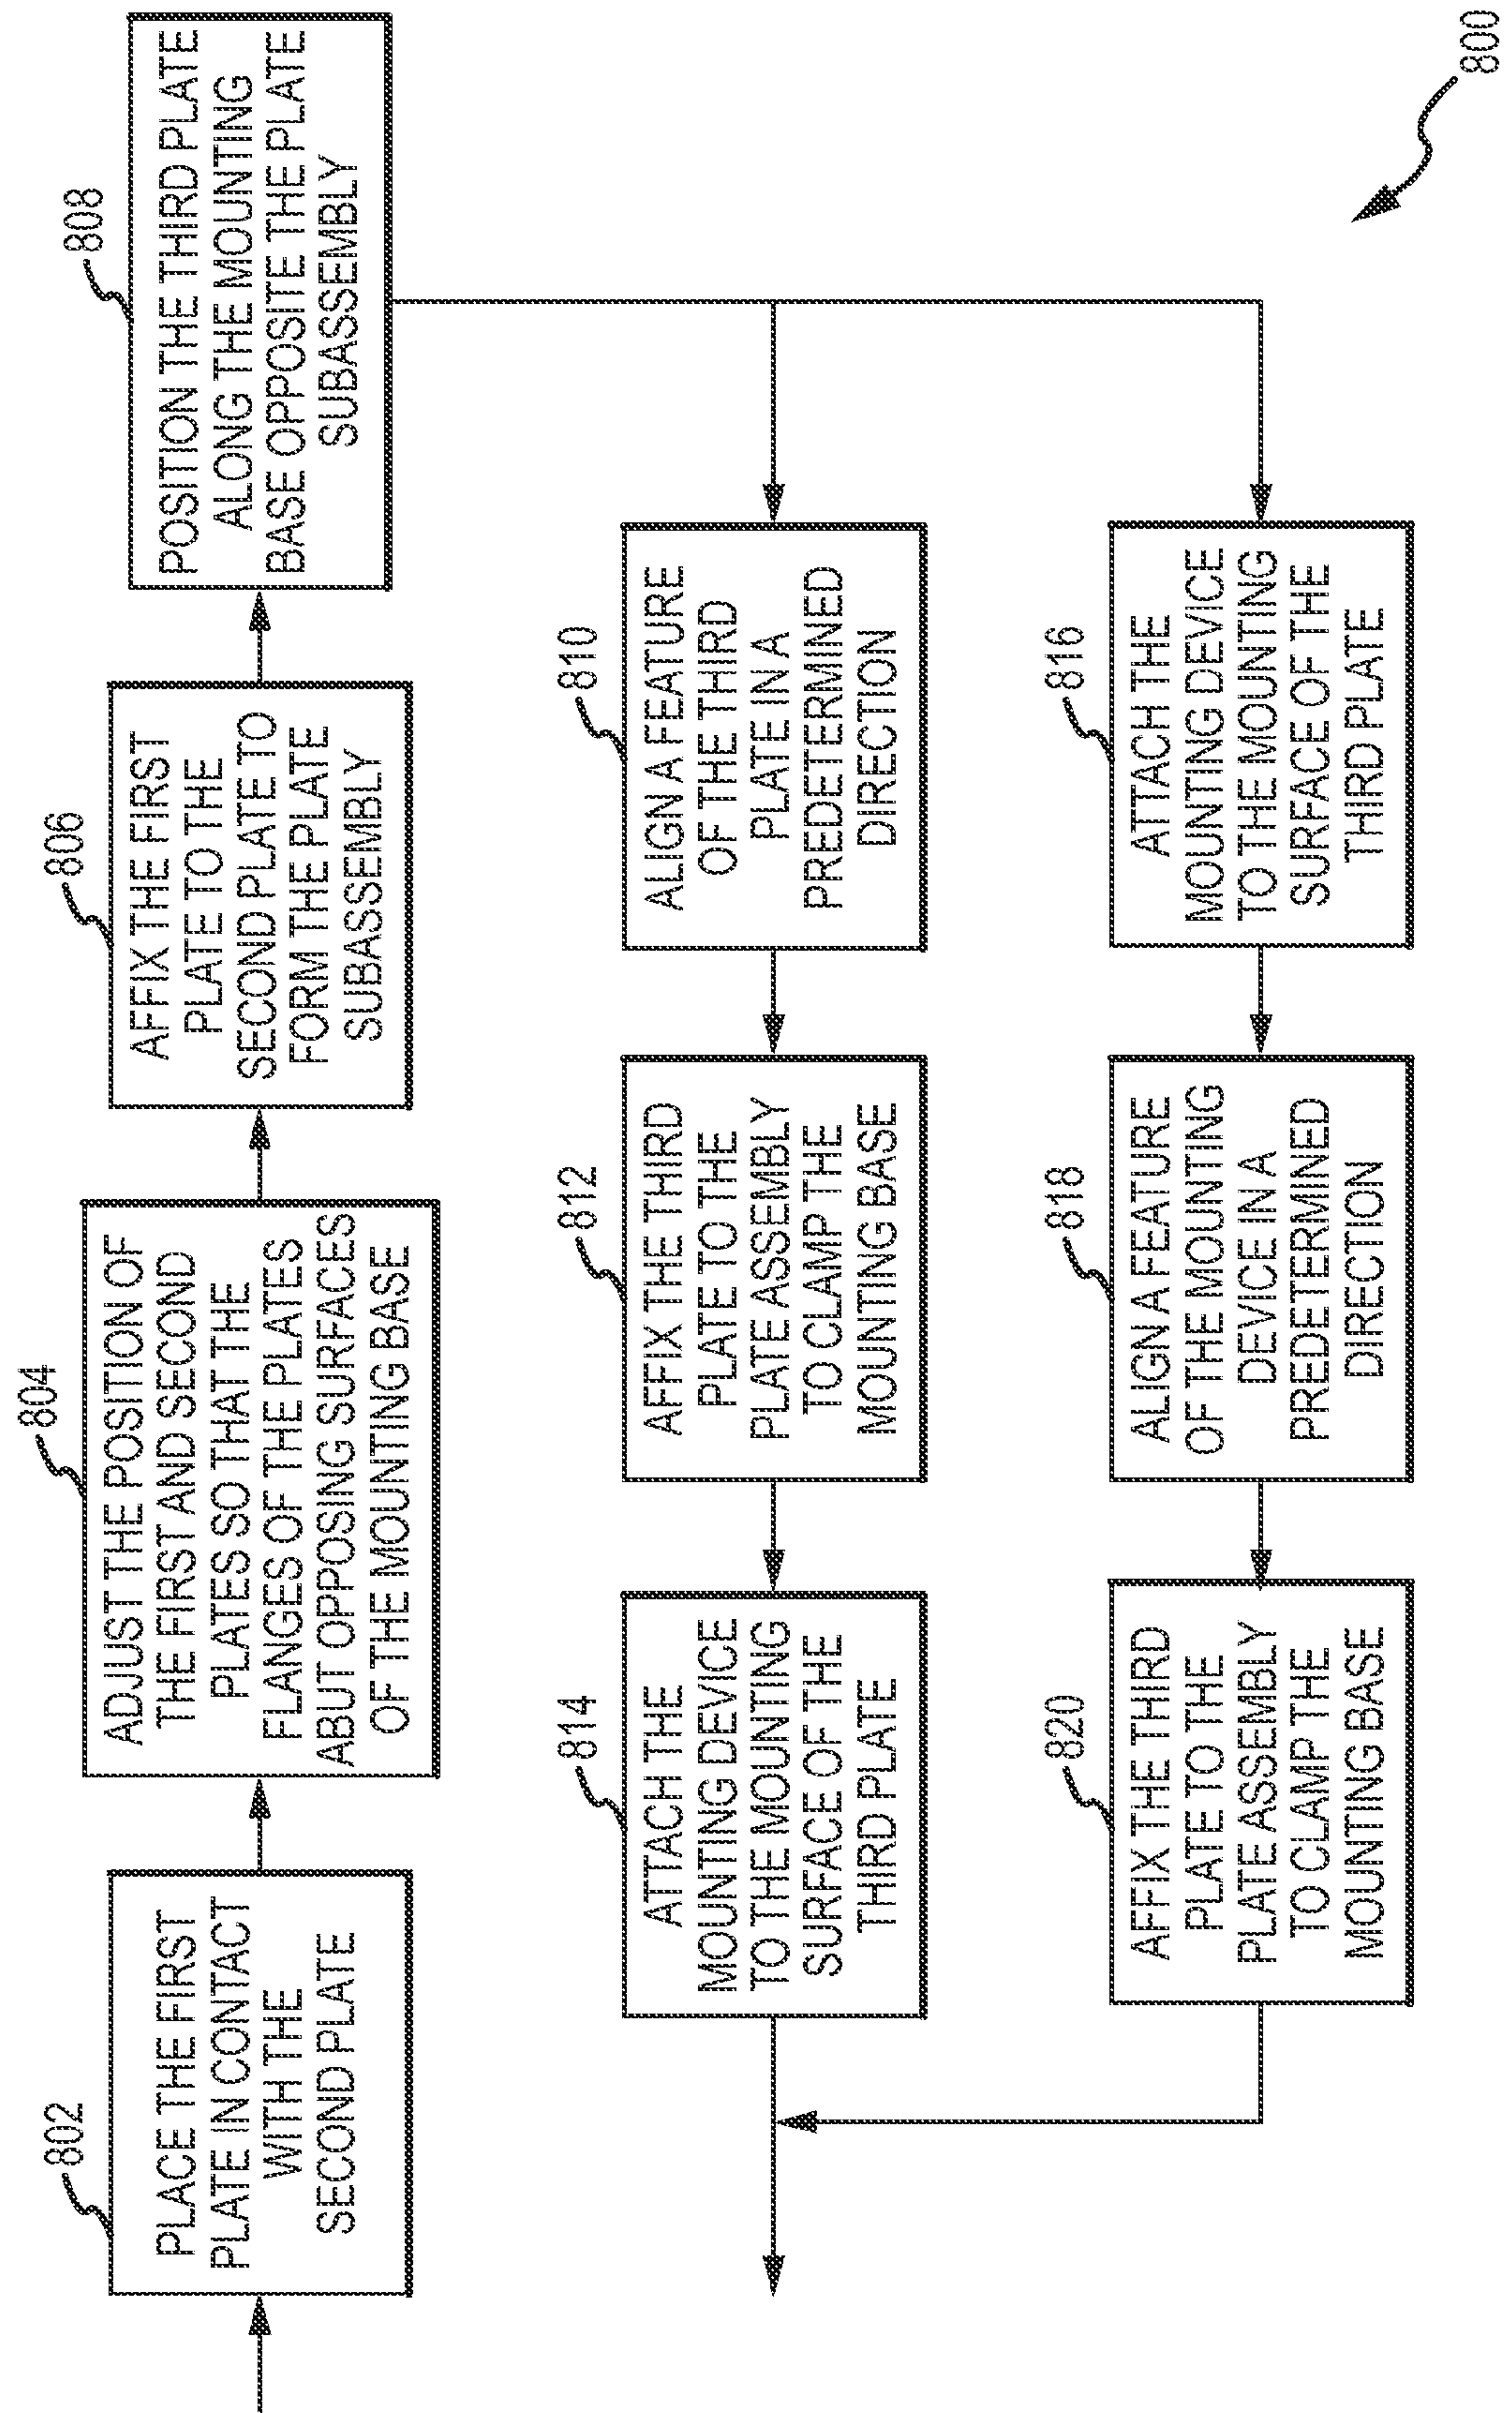 802
PLACE THE FIRST
PLATE IN CONTACT
WITH THE
SECOND PLATE
804
ADJUST THE POSITION OF
THE FIRST AND SECOND
PLATES SO THAT THE
FLANGES OF THE PLATES
ABUT OPPOSING SURFACES
OF THE MOUNTING BASE
806
AFFIX THE FIRST
PLATE TO THE
SECOND PLATE TO
FORM THE PLATE
SUBASSEMBLY
808
POSITION THE THIRD PLATE
ALONG THE MOUNTING
BASE OPPOSITE THE PLATE
SUBASSEMBLY
810
ALIGN A FEATURE
OF THE THIRD
PLATE IN A
PREDETERMINED
DIRECTION
812
AFFIX THE THIRD
PLATE TO THE
PLATE ASSEMBLY
TO CLAMP THE
MOUNTING BASE
814
ATTACH THE
MOUNTING DEVICE
TO THE MOUNTING
SURFACE OF THE
THIRD PLATE
816
ATTACH THE
MOUNTING DEVICE
TO THE MOUNTING
SURFACE OF THE
THIRD PLATE
818
ALIGN A FEATURE
OF THE MOUNTING
DEVICE IN A
PREDETERMINED
DIRECTION
820
AFFIX THE THIRD
PLATE TO THE
PLATE ASSEMBLY
TO CLAMP THE
MOUNTING BASE
800